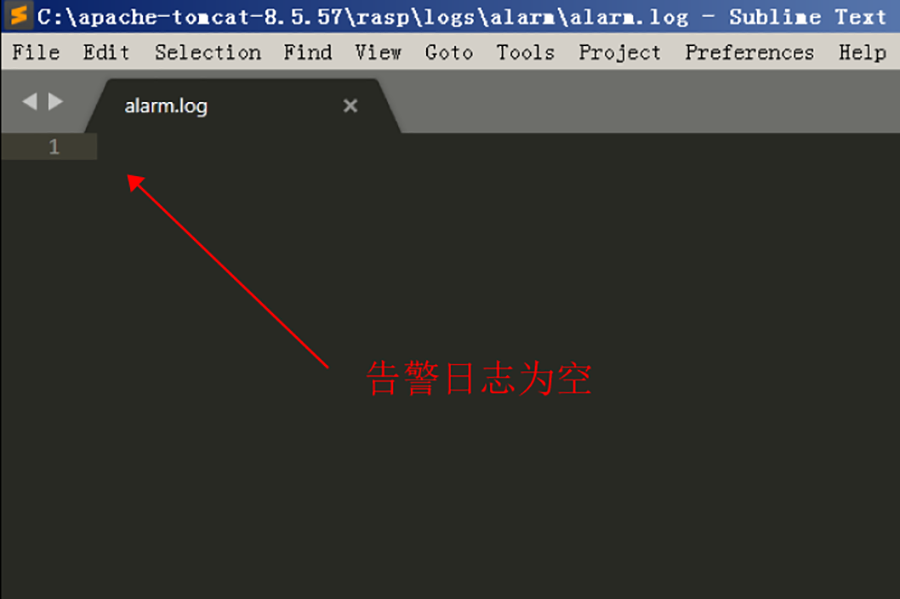 C:\apache-tomcat-8.5.57\rasp\logs\alarm\alarm.log - Sublime Text
File Edit Selection Find View Goto Tools Project Preferences Help
alarm.log
1
告警日志为空